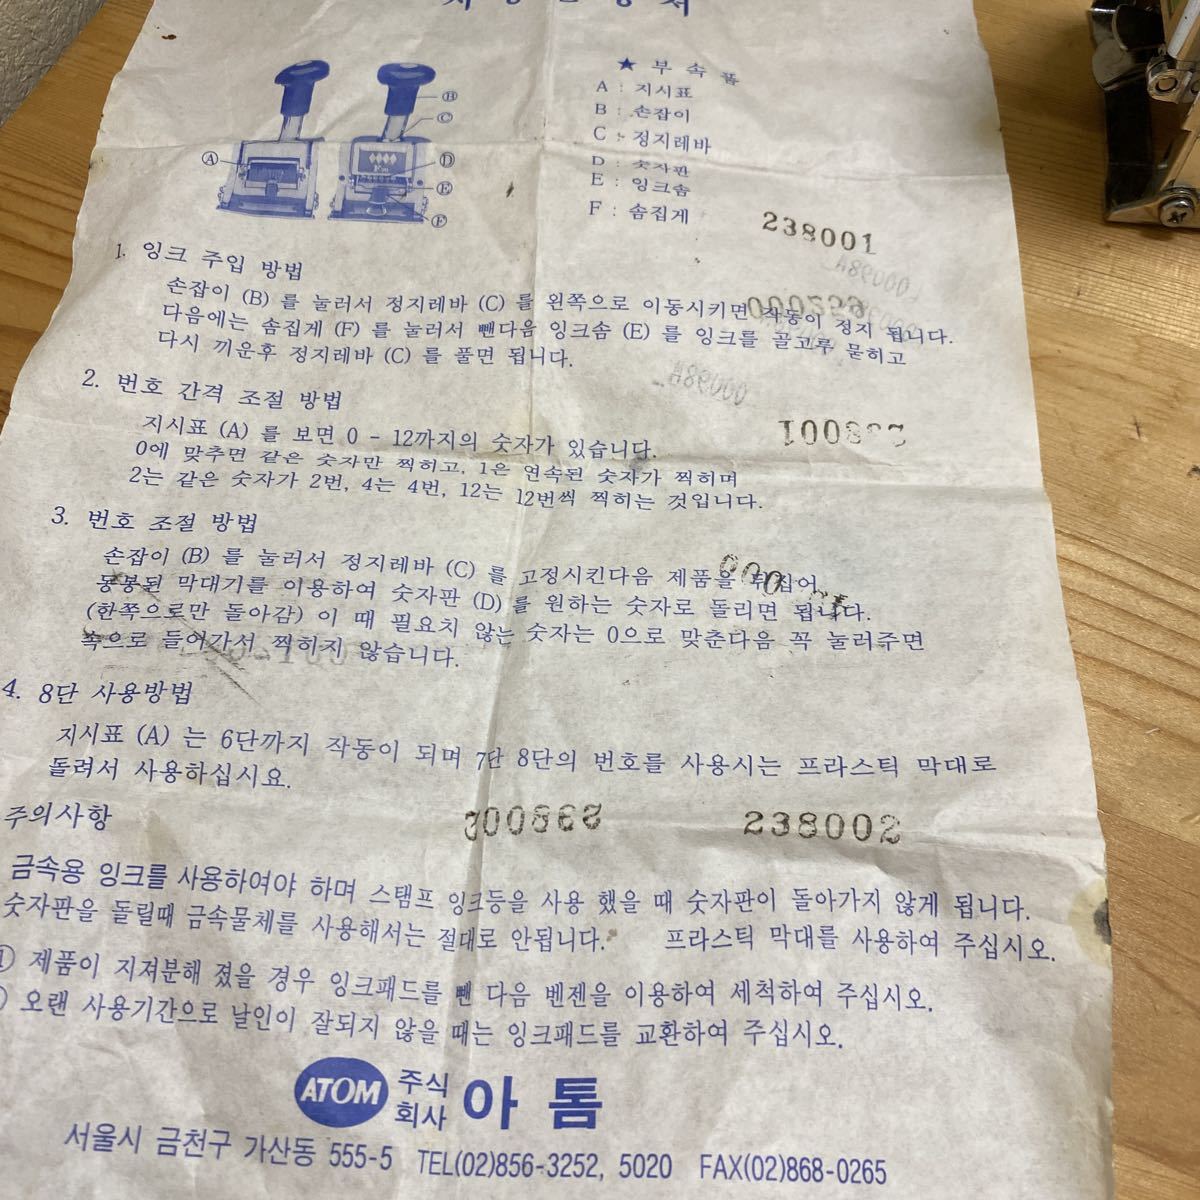 ★ 부 속 품
A : 지시표
B : 손잡이
C : 정지레바
D : 숫자판
E : 잉크솜
F : 솜집게
B
C
A
D
E
F
238001
1. 잉크 주입 방법
손잡이 (B) 를 눌러서 정지레바 (C) 를 왼쪽으로 이동시키면 작동이 정지 됩니다.
다음에는 솜집게 (F) 를 눌러서 뺀다음 잉크솜 (E) 를 잉크를 골고루 묻히고
다시 끼운후 정지레바 (C) 를 풀면 됩니다.
2. 번호 간격 조절 방법
지시표 (A) 를 보면 0 - 12까지의 숫자가 있습니다.
0에 맞추면 같은 숫자만 찍히고, 1은 연속된 숫자가 찍히며
2는 같은 숫자가 2번, 4는 4번, 12는 12번씩 찍히는 것입니다.
3. 번호 조절 방법
손잡이 (B) 를 눌러서 정지레바 (C) 를 고정시킨다음 제품을
000
막대기를 이용하여 숫자판 (D) 를 원하는 숫자로 돌리면 됩니다.
(한쪽으로만 돌아감) 이 때 필요치 않는 숫자는 0으로 맞춘다음 꼭 눌러주면
속으로 들어가서 찍히지 않습니다.
4. 8단 사용방법
지시표 (A) 는 6단까지 작동이 되며 7단 8단의 번호를 사용시는 프라스틱 막대로
돌려서 사용하십시요.
주의사항
238002
금속용 잉크를 사용하여야 하며 스탬프 잉크등을 사용 했을 때 숫자판이 돌아가지 않게 됩니다.
숫자판을 돌릴때 금속물체를 사용해서는 절대로 안됩니다. 프라스틱 막대를 사용하여 주십시오.
① 제품이 지져분해 졌을 경우 잉크패드를 뺀 다음 벤젠을 이용하여 세척하여 주십시오.
오랜 사용기간으로 날인이 잘되지 않을 때는 잉크패드를 교환하여 주십시오.
ATOM 주식회사 아톰
서울시 금천구 가산동 555-5 TEL(02)856-3252, 5020 FAX(02)868-0265